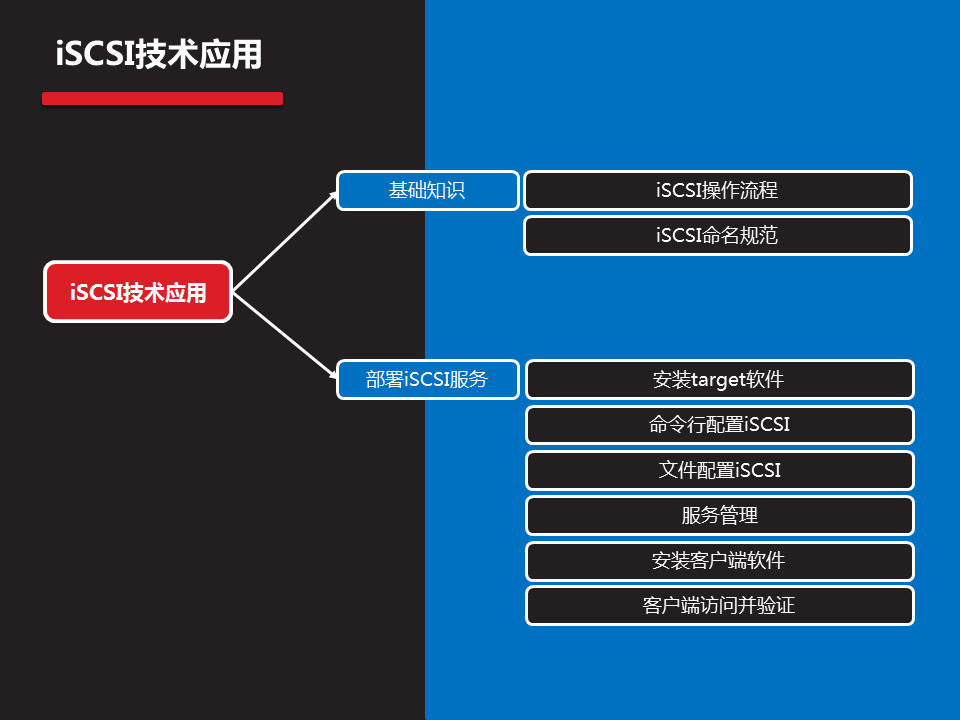 iSCSI技术应用
基础知识
iSCSI操作流程
iSCSI命名规范
iSCSI技术应用
部署iSCSI服务
安装target软件
命令行配置iSCSI
文件配置iSCSI
服务管理
安装客户端软件
客户端访问并验证